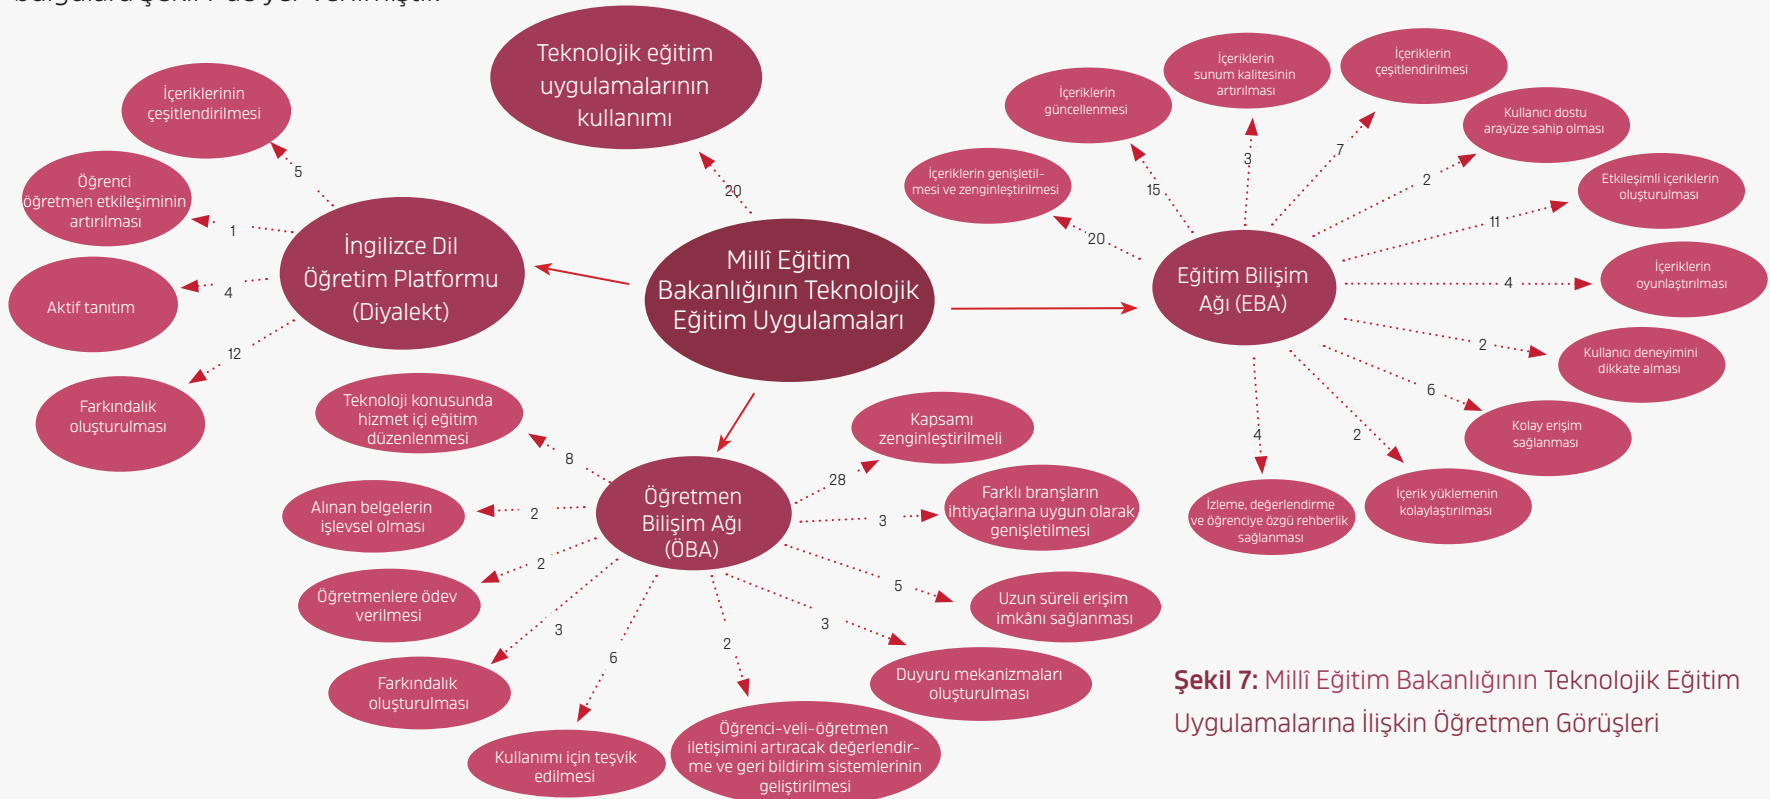 bulgulara Şekil 7'de yer verilmiştir.
Teknolojik eğitim
uygulamalarının
kullanımı
20
Millî Eğitim
Bakanlığının Teknolojik
Eğitim Uygulamaları
İngilizce Dil
Öğretim Platformu
(Diyalekt)
İçeriklerinin
çeşitlendirilmesi
5
Öğrenci
öğretmen etkileşiminin
artırılması
1
Aktif tanıtım
4
Farkındalık
oluşturulması
12
Eğitim Bilişim
Ağı (EBA)
İçeriklerin genişletil-
mesi ve zenginleştirilmesi
20
İçeriklerin
güncellenmesi
15
İçeriklerin
sunum kalitesinin
artırılması
3
İçeriklerin
çeşitlendirilmesi
7
Kullanıcı dostu
arayüze sahip olması
2
Etkileşimli içeriklerin
oluşturulması
11
İçeriklerin
oyunlaştırılması
4
Kullanıcı deneyimini
dikkate alması
2
Kolay erişim
sağlanması
6
İçerik yüklemenin
kolaylaştırılması
2
İzleme, değerlendirme
ve öğrenciye özgü rehberlik
sağlanması
4
Öğretmen
Bilişim Ağı
(ÖBA)
Teknoloji konusunda
hizmet içi eğitim
düzenlenmesi
8
Alınan belgelerin
işlevsel olması
2
Öğretmenlere ödev
verilmesi
2
Farkındalık
oluşturulması
3
Kullanımı için teşvik
edilmesi
6
Öğrenci-veli-öğretmen
iletişimini artıracak değerlendir-
me ve geri bildirim sistemlerinin
geliştirilmesi
2
Duyuru mekanizmaları
oluşturulması
3
Uzun süreli erişim
imkânı sağlanması
5
Farklı branşların
ihtiyaçlarına uygun olarak
genişletilmesi
3
Kapsamı
zenginleştirilmeli
28
Şekil 7: Millî Eğitim Bakanlığının Teknolojik Eğitim
Uygulamalarına İlişkin Öğretmen Görüşleri